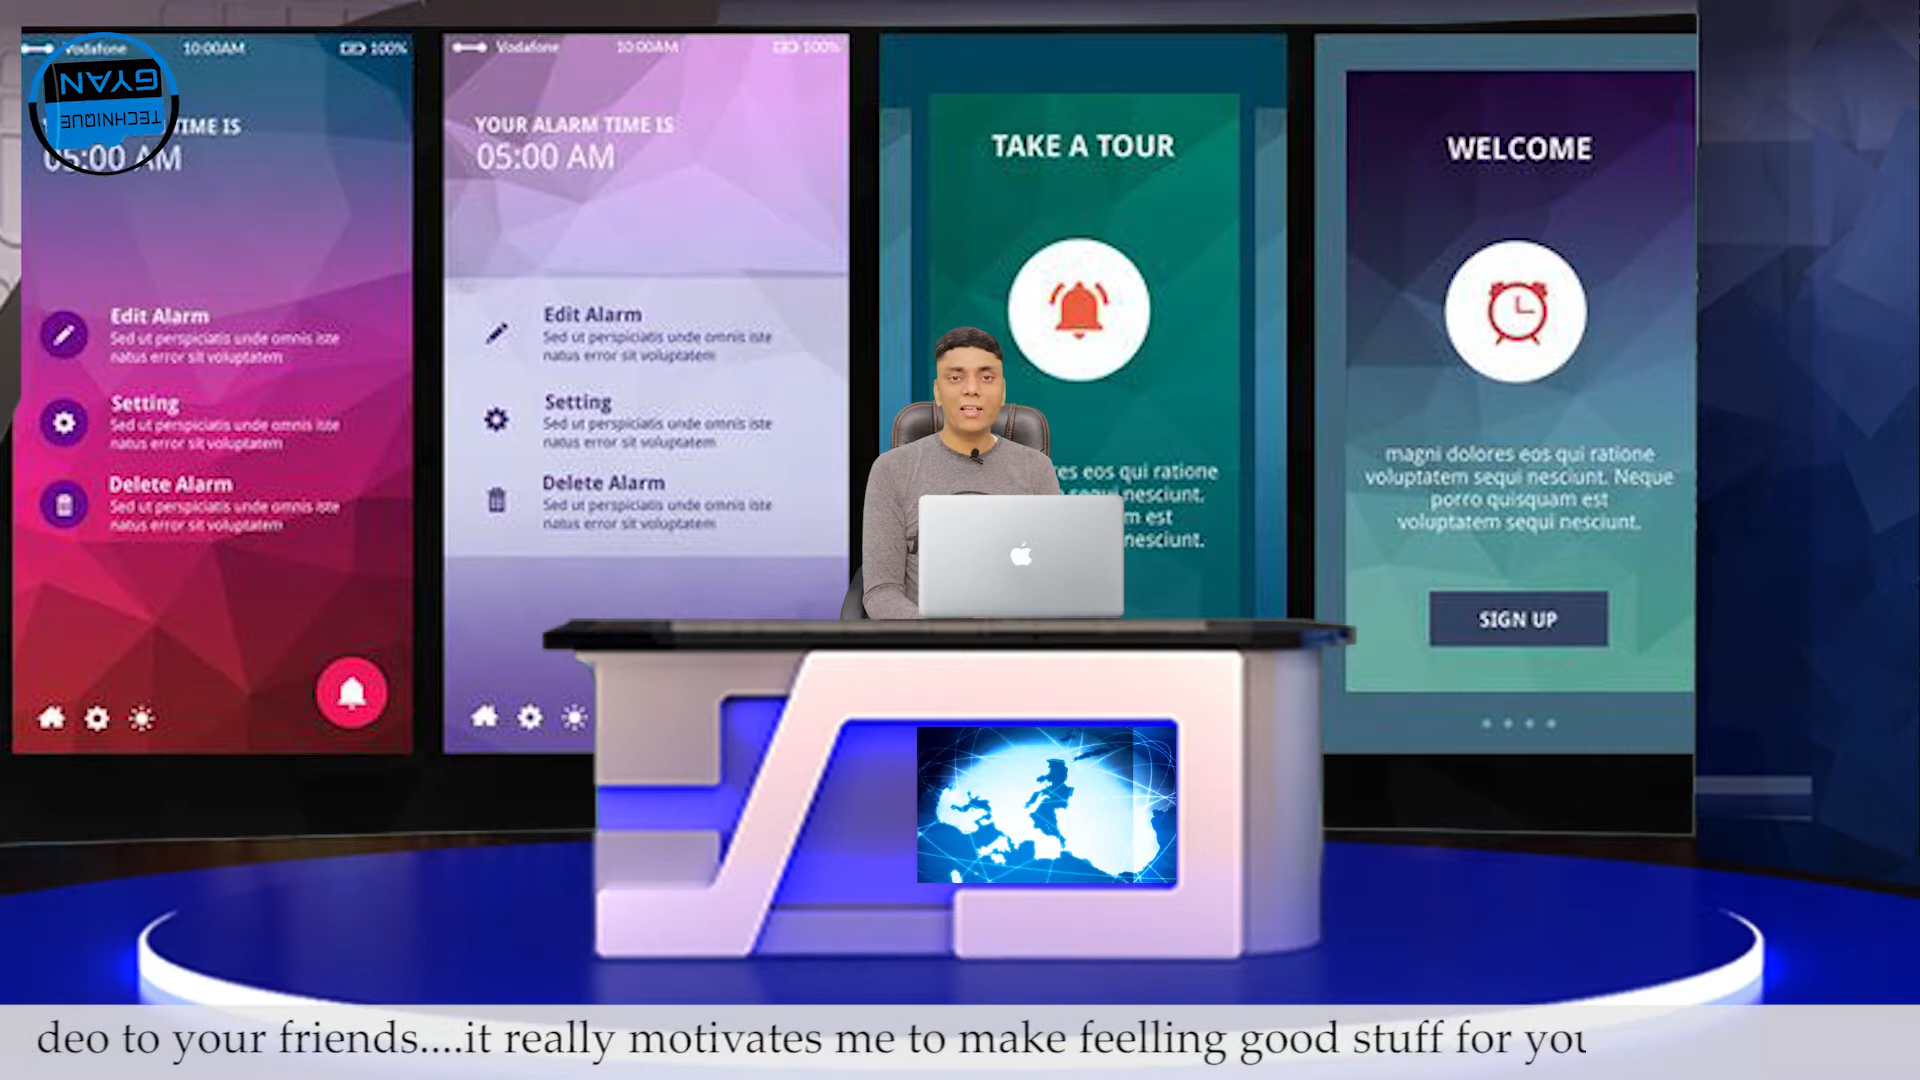 Vodafone 10:00AM 100%
GYAN
TECHNIQUE
TIME IS
05:00 AM
Edit Alarm
Sed ut perspiciatis unde omnis iste
natus error sit voluptatem
Setting
Sed ut perspiciatis unde omnis iste
natus error sit voluptatem
Delete Alarm
Sed ut perspiciatis unde omnis iste
natus error sit voluptatem
Vodafone 10:00AM 100%
YOUR ALARM TIME IS
05:00 AM
Edit Alarm
Sed ut perspiciatis unde omnis iste
natus error sit voluptatem
Setting
Sed ut perspiciatis unde omnis iste
natus error sit voluptatem
Delete Alarm
Sed ut perspiciatis unde omnis iste
natus error sit voluptatem
TAKE A TOUR
es eos qui ratione
sequi nesciunt.
m est
nesciunt.
WELCOME
magni dolores eos qui ratione
voluptatem sequi nesciunt. Neque
porro quisquam est
voluptatem sequi nesciunt.
SIGN UP
deo to your friends....it really motivates me to make feelling good stuff for you